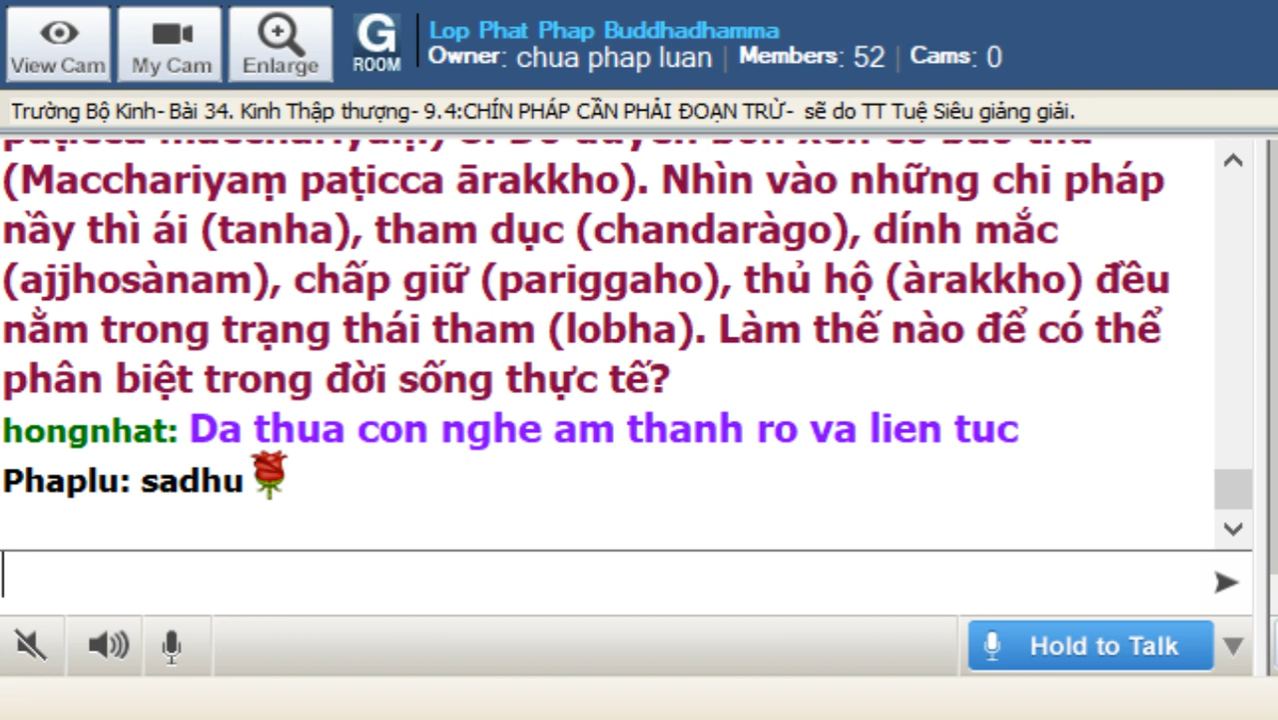 View Cam
My Cam
Enlarge
G
ROOM
Lop Phat Phap Buddhadhamma
Owner: chua phap luan | Members: 52 | Cams: 0
Trường Bộ Kinh- Bài 34. Kinh Thập thượng- 9.4:CHÍN PHÁP CẦN PHẢI ĐOẠN TRỪ- sẽ do TT Tuệ Siêu giảng giải.
(Macchariyaṃ paṭicca ārakkho). Nhìn vào những chi pháp
nầy thì ái (tanha), tham dục (chandaràgo), dính mắc
(ajjhosànam), chấp giữ (pariggaho), thủ hộ (àrakkho) đều
nằm trong trạng thái tham (lobha). Làm thế nào để có thể
phân biệt trong đời sống thực tế?
hongnhat: Da thua con nghe am thanh ro va lien tuc
Phaplu: sadhu
Hold to Talk